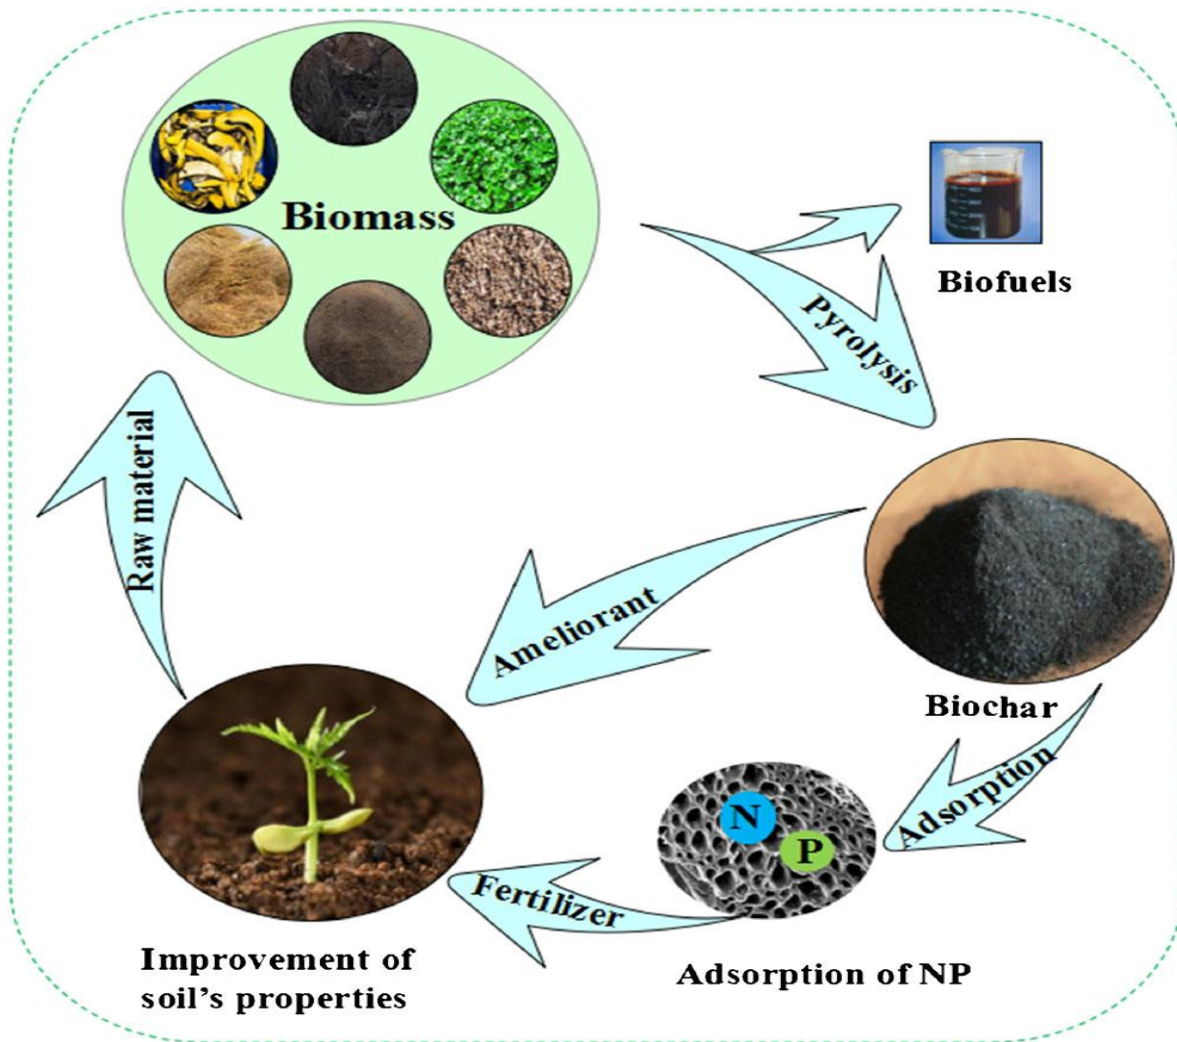 Biomass
Biofuels
Pyrolysis
Raw material
Ameliorant
Biochar
Adsorption
N
P
Fertilizer
Improvement of
soil's properties
Adsorption of NP